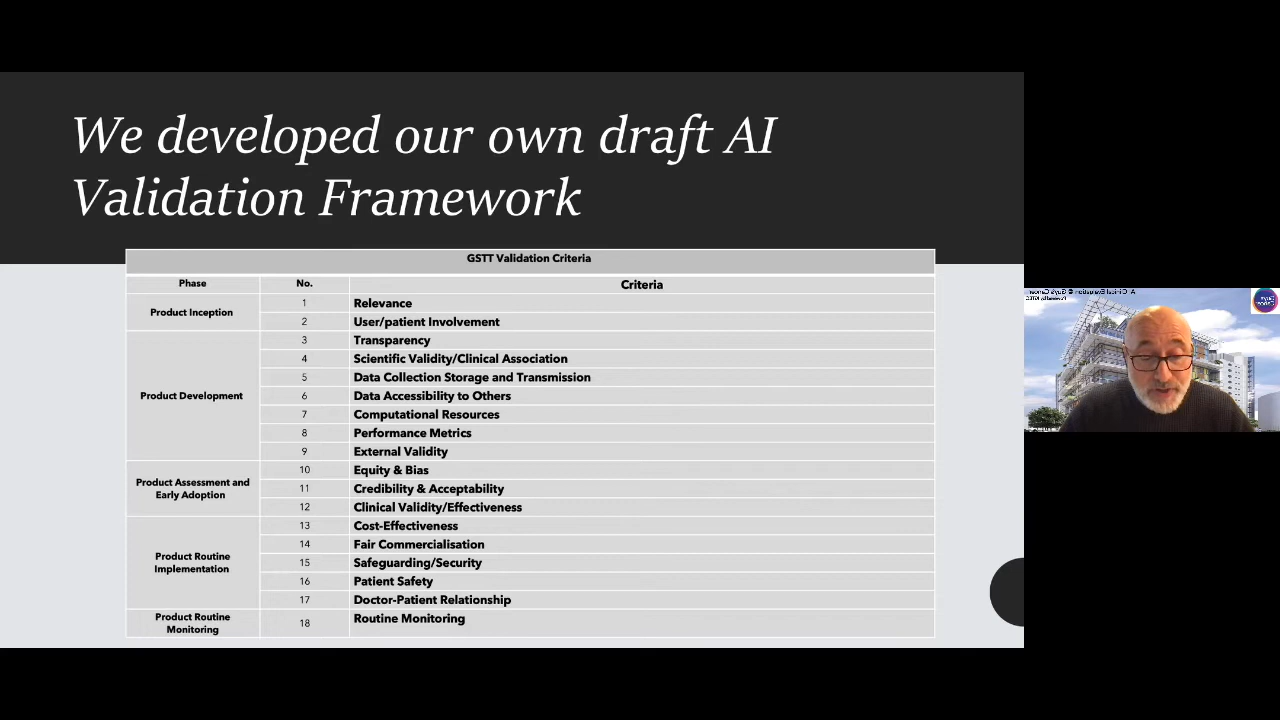 We developed our own draft AI
Validation Framework
GSTT Validation Criteria
Phase No. Criteria
Product Inception
1 Relevance
2 User/patient Involvement
Product Development
3 Transparency
4 Scientific Validity/Clinical Association
5 Data Collection Storage and Transmission
6 Data Accessibility to Others
7 Computational Resources
8 Performance Metrics
9 External Validity
Product Assessment and
Early Adoption
10 Equity & Bias
11 Credibility & Acceptability
12 Clinical Validity/Effectiveness
Product Routine
Implementation
13 Cost-Effectiveness
14 Fair Commercialisation
15 Safeguarding/Security
16 Patient Safety
17 Doctor-Patient Relationship
Product Routine
Monitoring
18 Routine Monitoring